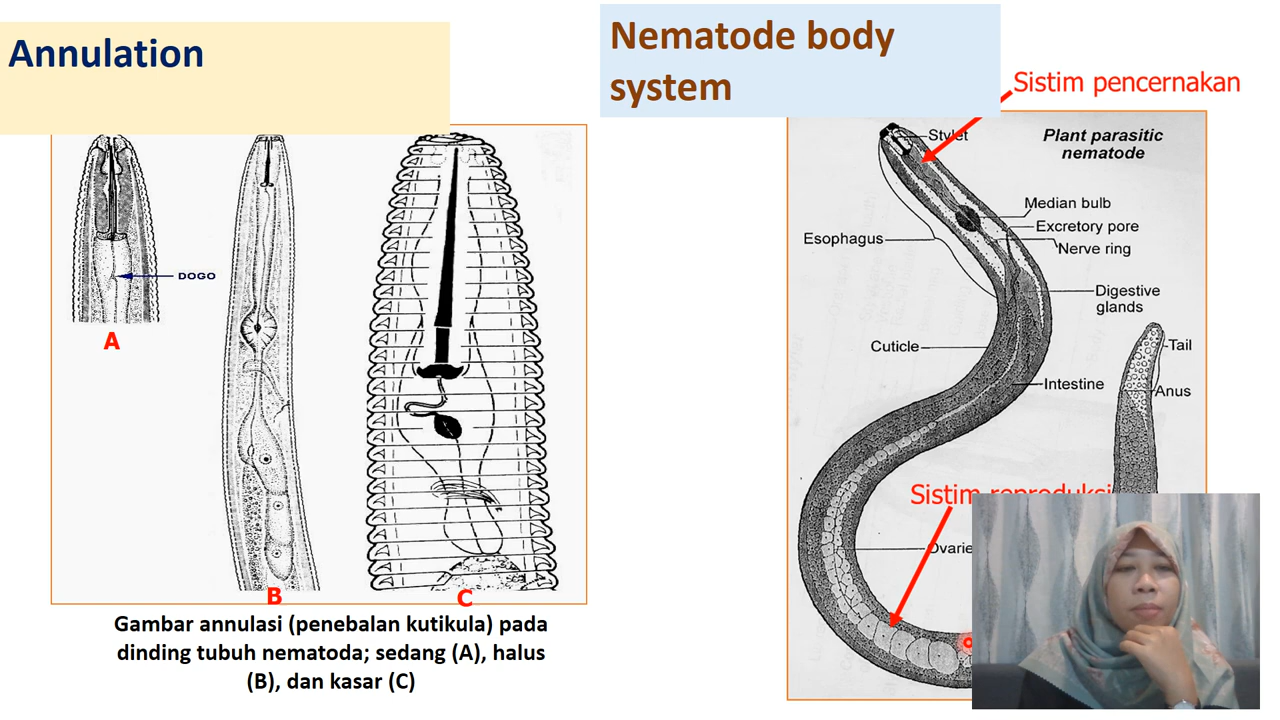 Annulation
Nematode body
system
Sistim pencernakan
DOGO
A
B
C
Gambar annulasi (penebalan kutikula) pada
dinding tubuh nematoda; sedang (A), halus
(B), dan kasar (C)
Stylet
Plant parasitic
nematode
Median bulb
Excretory pore
Esophagus
Nerve ring
Digestive
glands
Cuticle
Tail
Intestine
Anus
Sistim reproduksi
Ovarie